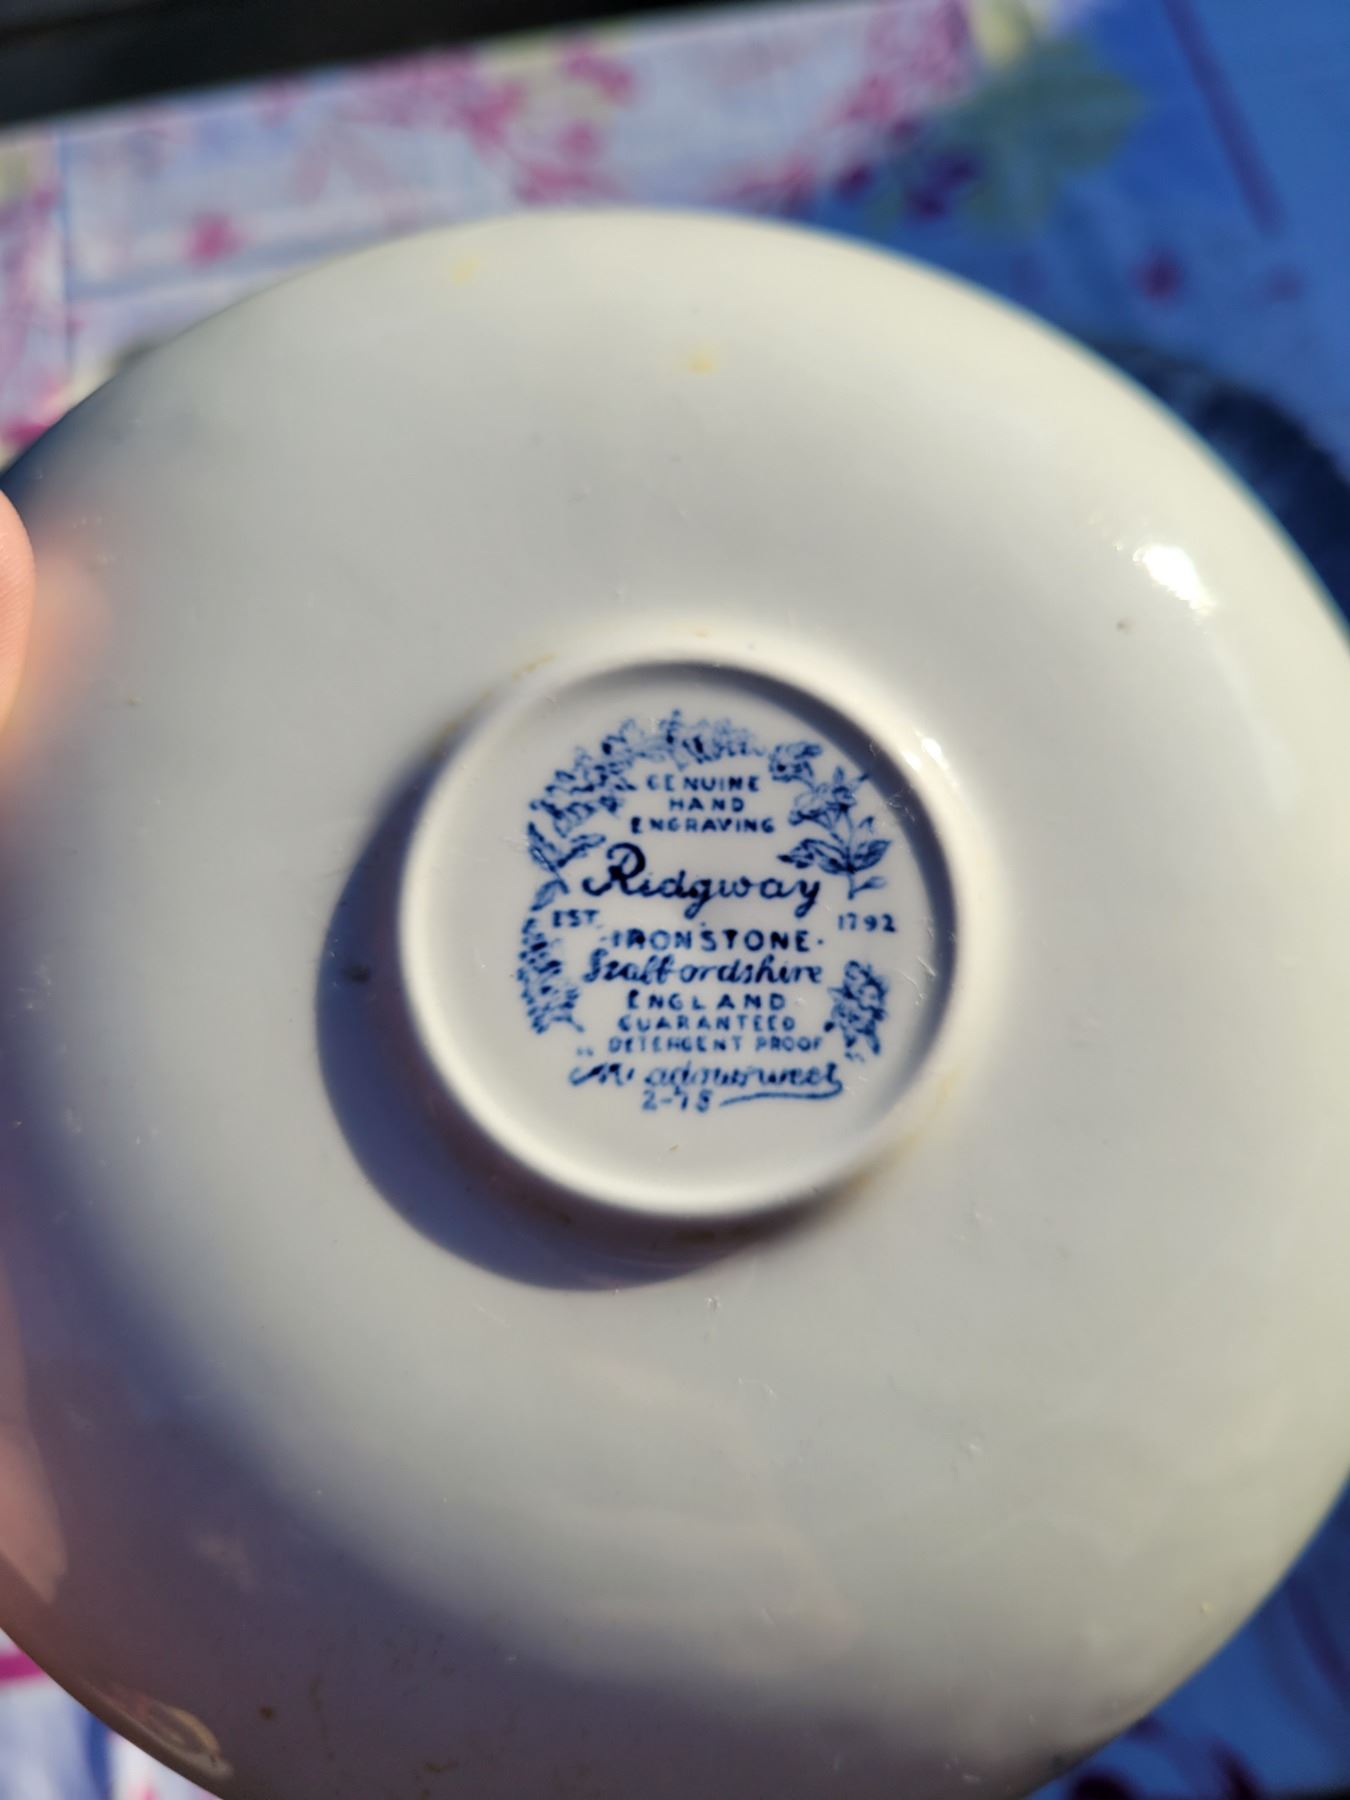 GENUINE
HAND
ENGRAVING
Ridgway
EST. 1792
·IRONSTONE·
Staffordshire
ENGLAND
GUARANTEED
DETERGENT PROOF
"Meadowsweet"